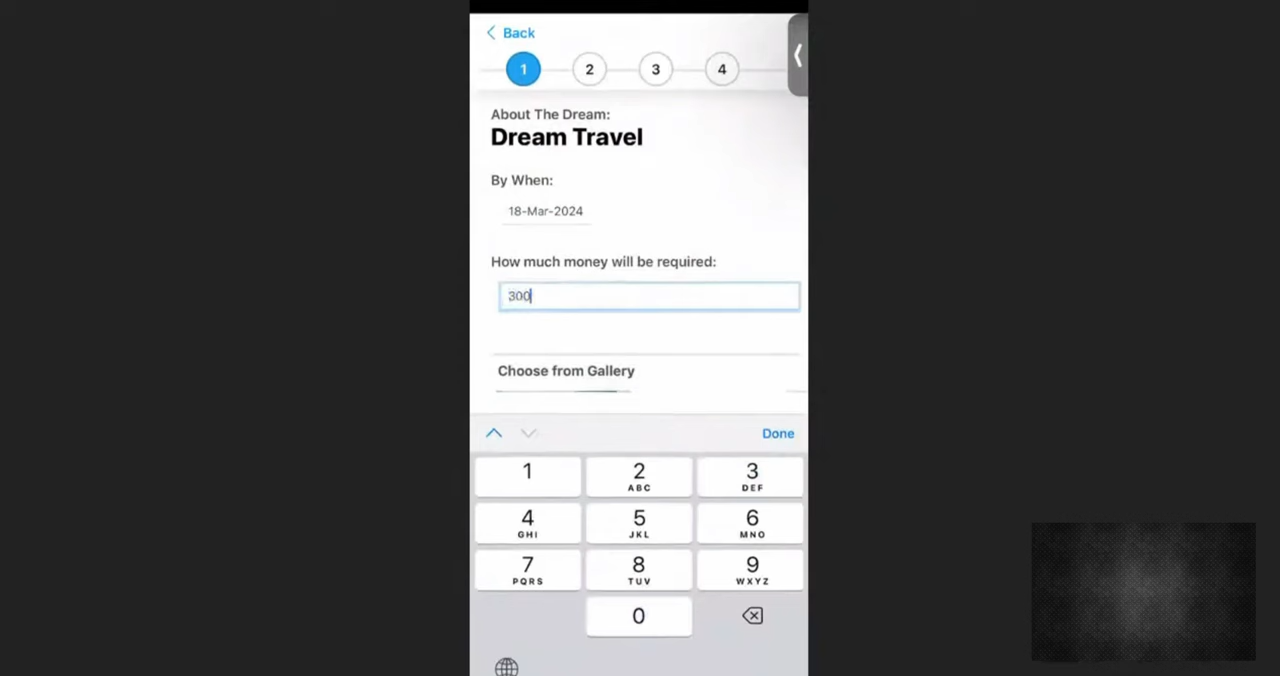 Back
1 2 3 4
About The Dream:
Dream Travel
By When:
18-Mar-2024
How much money will be required:
300
Choose from Gallery
Done
1 2 3
ABC DEF
4 5 6
GHI JKL MNO
7 8 9
PQRS TUV WXYZ
0